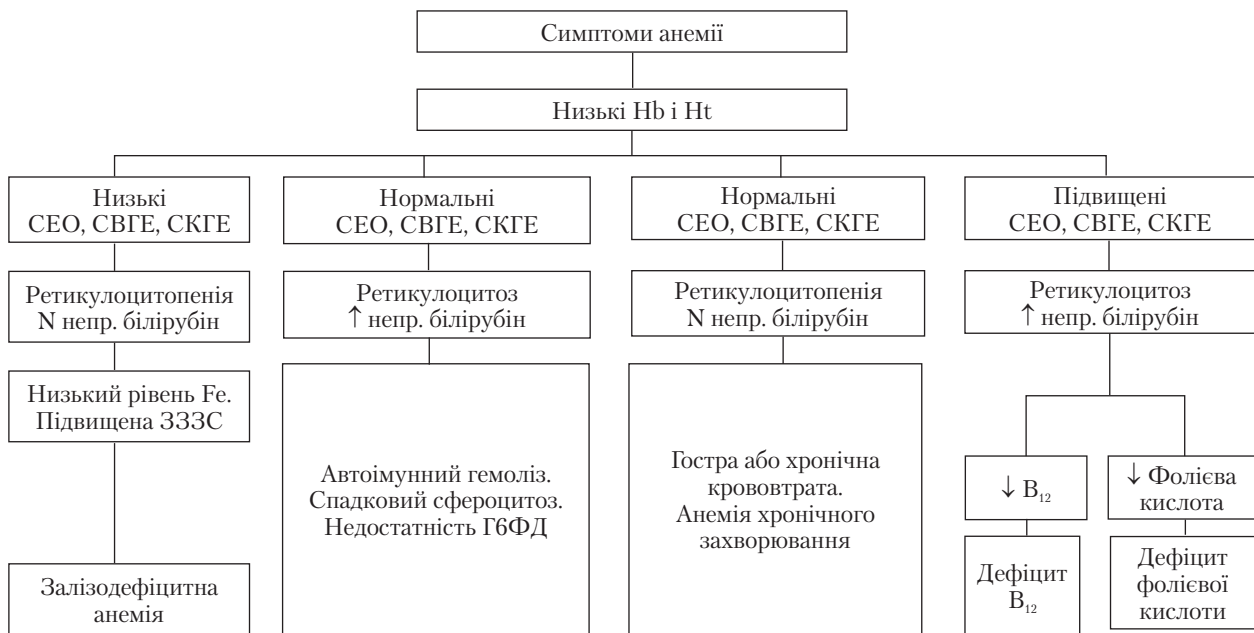 Симптоми анемії
Низькі Hb і Ht
Низькі
СЕО, СВГЕ, СКГЕ
Нормальні
СЕО, СВГЕ, СКГЕ
Нормальні
СЕО, СВГЕ, СКГЕ
Підвищені
СЕО, СВГЕ, СКГЕ
Ретикулоцитопенія
N непр. білірубін
Ретикулоцитоз
↑ непр. білірубін
Ретикулоцитопенія
N непр. білірубін
Ретикулоцитоз
↑ непр. білірубін
Низький рівень Fe.
Підвищена ЗЗЗС
Автоімунний гемоліз.
Спадковий сфероцитоз.
Недостатність Г6ФД
Гостра або хронічна
крововтрата.
Анемія хронічного
захворювання
↓ B₁₂
↓ Фолієва
кислота
Залізодефіцитна
анемія
Дефіцит
B₁₂
Дефіцит
фолієвої
кислоти